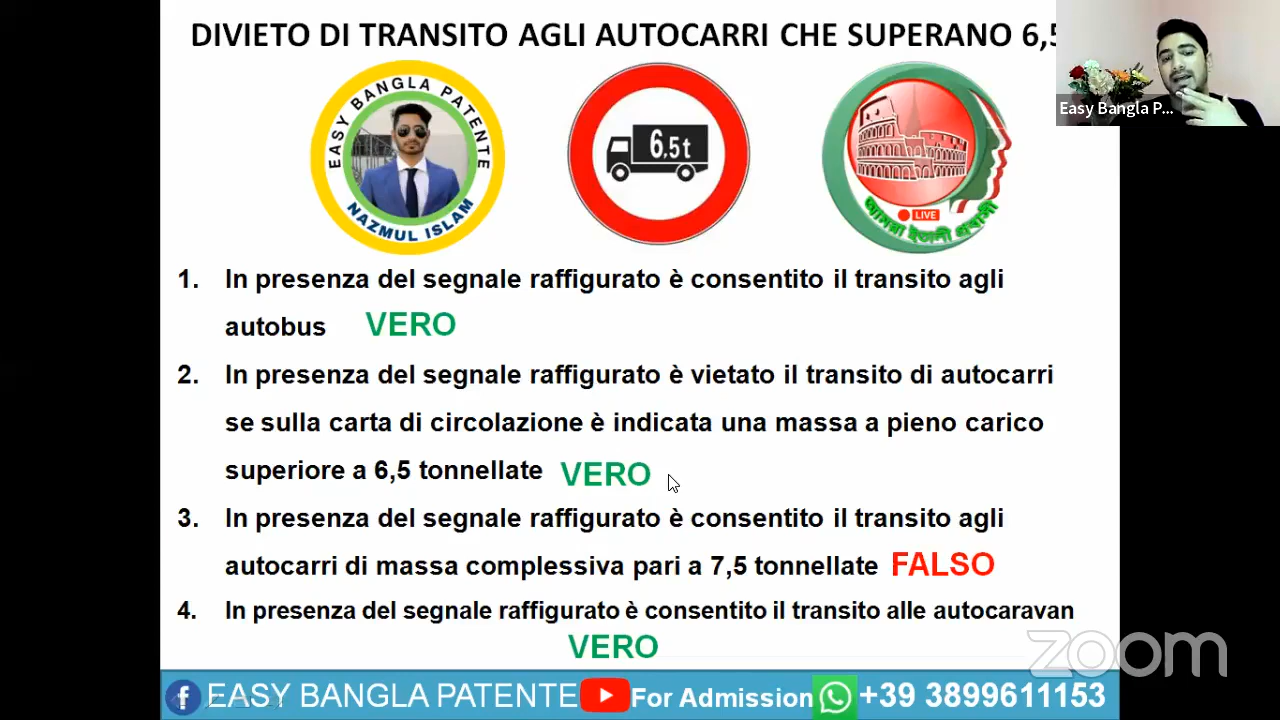 DIVIETO DI TRANSITO AGLI AUTOCARRI CHE SUPERANO 6,5
Easy Bangla P...
EASY BANGLA PATENTE
NAZMUL ISLAM
6.5t
LIVE
আমরা ইতালী প্রবাসী
1. In presenza del segnale raffigurato è consentito il transito agli
autobus VERO
2. In presenza del segnale raffigurato è vietato il transito di autocarri
se sulla carta di circolazione è indicata una massa a pieno carico
superiore a 6,5 tonnellate VERO
3. In presenza del segnale raffigurato è consentito il transito agli
autocarri di massa complessiva pari a 7,5 tonnellate FALSO
4. In presenza del segnale raffigurato è consentito il transito alle autocaravan
VERO
zoom
f EASY BANGLA PATENTE For Admission +39 3899611153